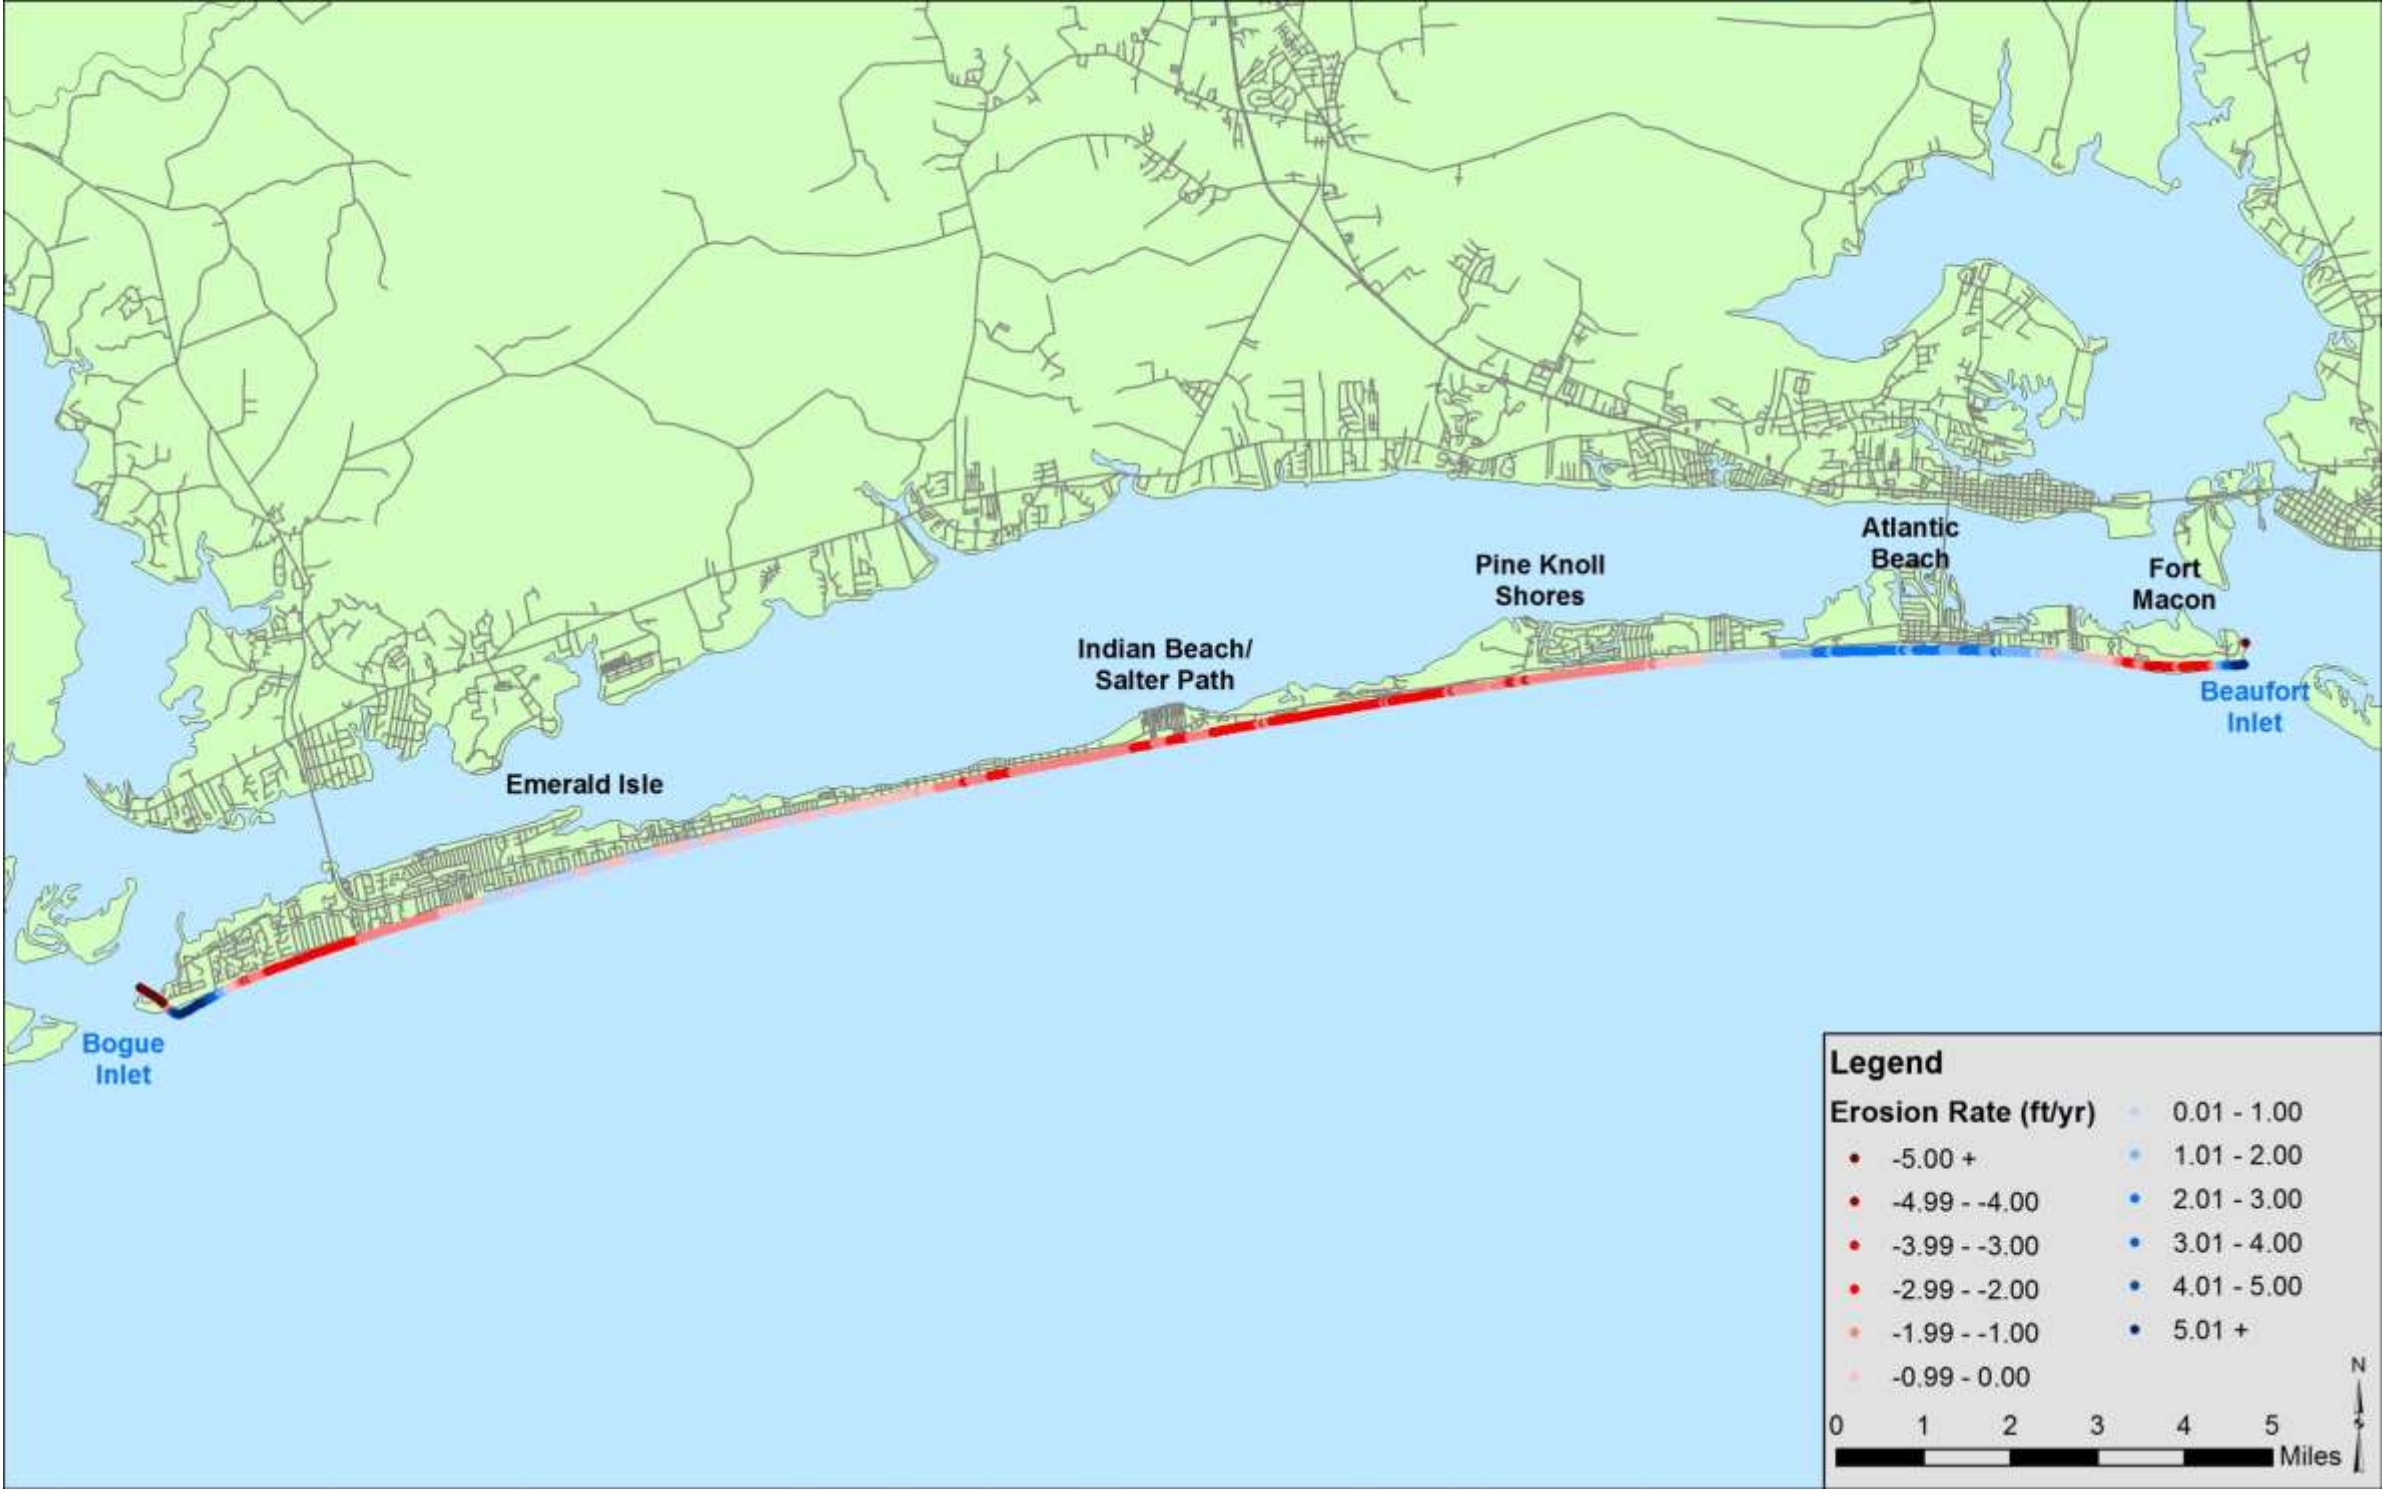 Atlantic
Beach
Pine Knoll
Shores
Fort
Macon
Indian Beach/
Salter Path
Beaufort
Inlet
Emerald Isle
Bogue
Inlet
Legend
Erosion Rate (ft/yr)
-5.00 +
-4.99 - -4.00
-3.99 - -3.00
-2.99 - -2.00
-1.99 - -1.00
-0.99 - 0.00
0.01 - 1.00
1.01 - 2.00
2.01 - 3.00
3.01 - 4.00
4.01 - 5.00
5.01 +
N
0 1 2 3 4 5
Miles